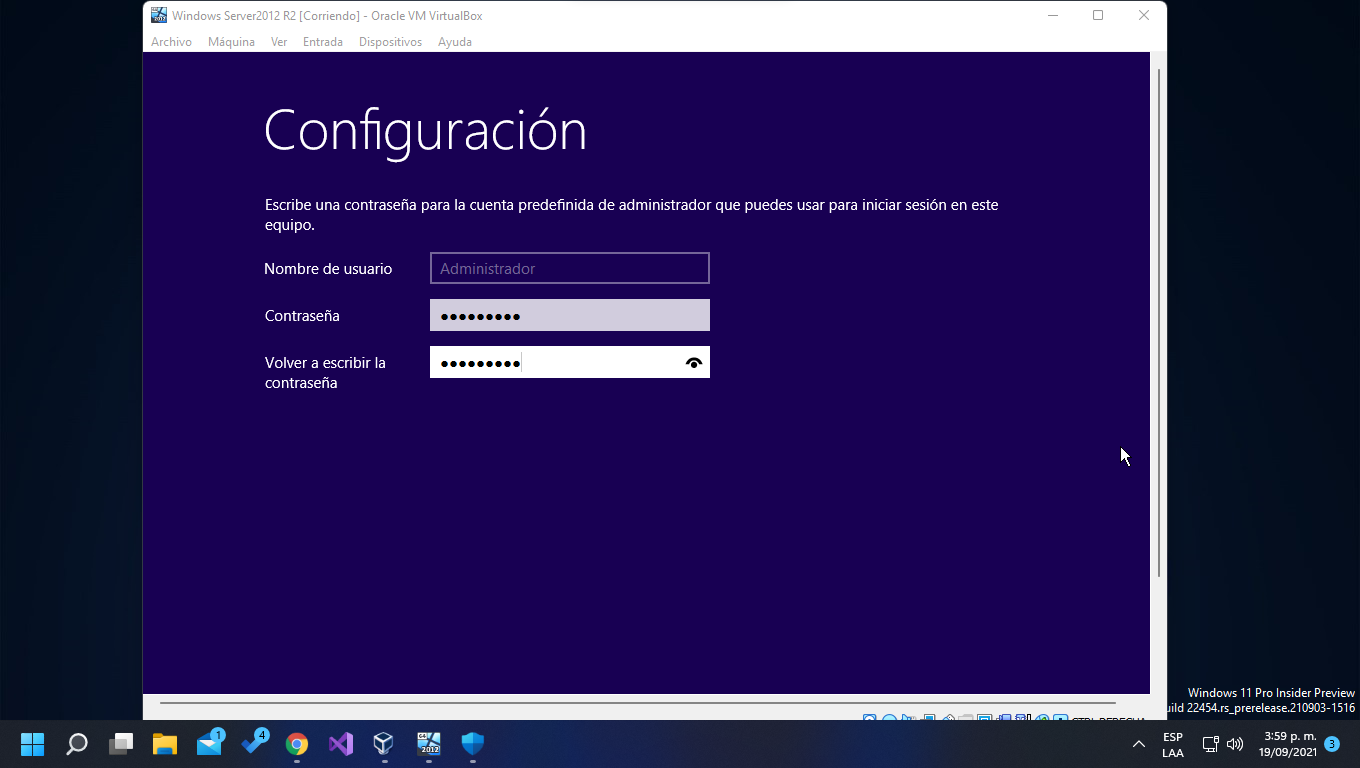 Windows Server2012 R2 [Corriendo] - Oracle VM VirtualBox
Archivo Máquina Ver Entrada Dispositivos Ayuda
Configuración
Escribe una contraseña para la cuenta predefinida de administrador que puedes usar para iniciar sesión en este
equipo.
Nombre de usuario Administrador
Contraseña ●●●●●●●●●
Volver a escribir la ●●●●●●●●●
contraseña
Windows 11 Pro Insider Preview
22454.rs_prerelease.210903-1516
CTRL DERECHA
1
4
2012
ESP
LAA
3:59 p. m.
19/09/2021
3